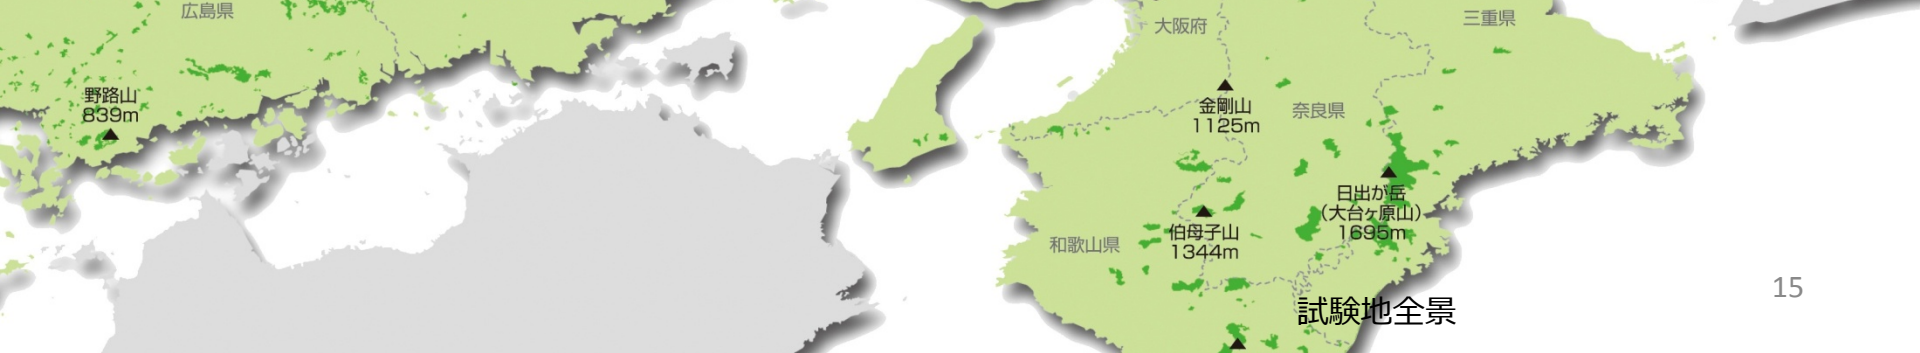 広島県
大阪府
三重県
野路山
839m
金剛山
1125m
奈良県
日出が岳
(大台ヶ原山)
1695m
伯母子山
1344m
和歌山県
試験地全景
15